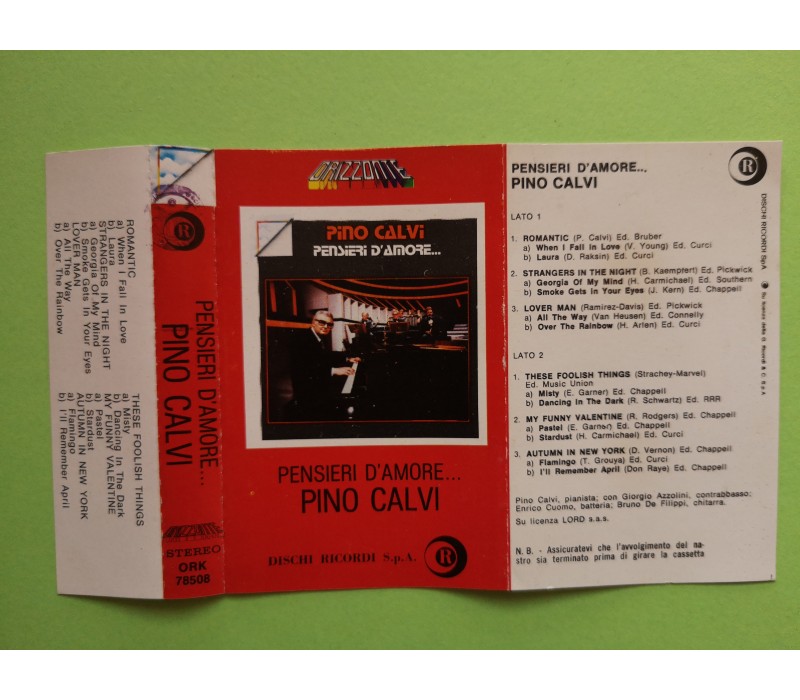 ROMANTIC
a) When I Fall in Love
b) Laura
STRANGERS IN THE NIGHT
a) Georgia Of My Mind
b) Smoke Gets in Your Eyes
LOVER MAN
a) All The Way
b) Over The Rainbow
THESE FOOLISH THINGS
a) Misty
b) Dancing In The Dark
MY FUNNY VALENTINE
a) Pastel
b) Stardust
AUTUMN IN NEW YORK
a) Flamingo
b) I'll Remember April
R
PENSIERI D'AMORE...
PINO CALVI
ORIZZONTE
STEREO
ORK
78508
ORIZZONTE
PINO CALVI
PENSIERI D'AMORE...
PENSIERI D'AMORE...
PINO CALVI
DISCHI RICORDI S.p.A.
R
PENSIERI D'AMORE...
PINO CALVI
R
LATO 1
1. ROMANTIC (P. Calvi) Ed. Bruber
a) When I Fall in Love (V. Young) Ed. Curci
b) Laura (D. Raksin) Ed. Curci
2. STRANGERS IN THE NIGHT (B. Kaempfert) Ed. Pickwick
a) Georgia Of My Mind (H. Carmichael) Ed. Southern
b) Smoke Gets in Your Eyes (J. Kern) Ed. Chappell
3. LOVER MAN (Ramirez-Davis) Ed. Pickwick
a) All The Way (Van Heusen) Ed. Connelly
b) Over The Rainbow (H. Arlen) Ed. Curci
LATO 2
1. THESE FOOLISH THINGS (Strachey-Marvel)
Ed. Music Union
a) Misty (E. Garner) Ed. Chappell
b) Dancing in The Dark (R. Schwartz) Ed. RRR
2. MY FUNNY VALENTINE (R. Rodgers) Ed. Chappell
a) Pastel (E. Garner) Ed. Chappell
b) Stardust (H. Carmichael) Ed. Curci
3. AUTUMN IN NEW YORK (D. Vernon) Ed. Chappell
a) Flamingo (T. Grouya) Ed. Curci
b) I'll Remember April (Don Raye) Ed. Chappell
Pino Calvi, pianista; con Giorgio Azzolini, contrabbasso;
Enrico Cuomo, batteria; Bruno De Filippi, chitarra.
Su licenza LORD s.a.s.
N. B. - Assicuratevi che l'avvolgimento del na-
stro sia terminato prima di girare la cassetta
DISCHI RICORDI SpA
Su licenza della G. Ricordi & C. S.p.A.